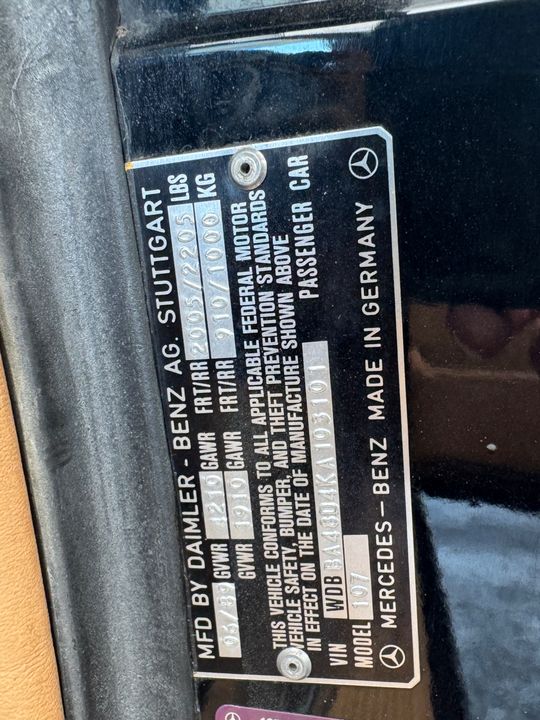 MFD BY DAIMLER - BENZ AG. STUTTGART
GVWR 4210 GAWR FRT/RR 2005/2205 LBS
GVWR 1910 GAWR FRT/RR 910/1000 KG
THIS VEHICLE CONFORMS TO ALL APPLICABLE FEDERAL MOTOR
VEHICLE SAFETY, BUMPER, AND THEFT PREVENTION STANDARDS
IN EFFECT ON THE DATE OF MANUFACTURE SHOWN ABOVE
VIN WDB BA4804KA103101 PASSENGER CAR
MODEL 107
MERCEDES-BENZ MADE IN GERMANY